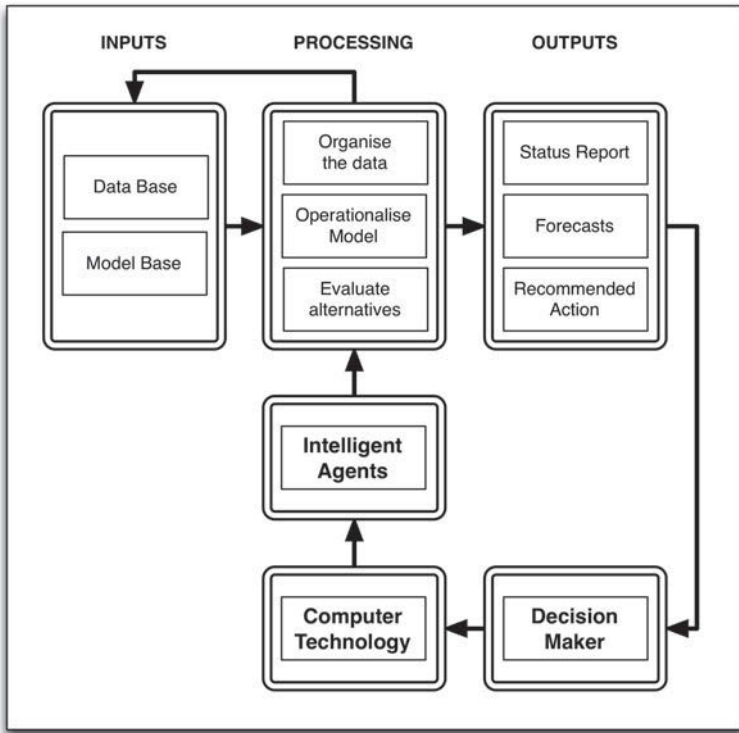 INPUTS
PROCESSING
OUTPUTS
Data Base
Model Base
Organise
the data
Operationalise
Model
Evaluate
alternatives
Status Report
Forecasts
Recommended
Action
Intelligent
Agents
Computer
Technology
Decision
Maker